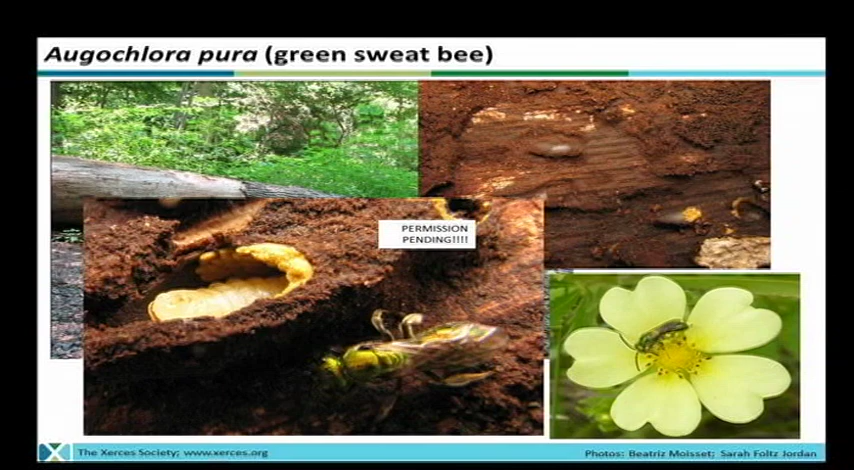 Augochlora pura (green sweat bee)
PERMISSION
PENDING!!!!
The Xerces Society; www.xerces.org
Photos: Beatriz Moisset; Sarah Foltz Jordan